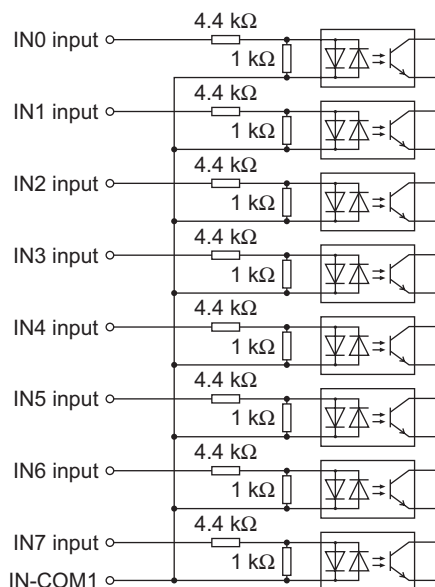 4.4 kΩ
IN0 input
1 kΩ
4.4 kΩ
IN1 input
1 kΩ
4.4 kΩ
IN2 input
1 kΩ
4.4 kΩ
IN3 input
1 kΩ
4.4 kΩ
IN4 input
1 kΩ
4.4 kΩ
IN5 input
1 kΩ
4.4 kΩ
IN6 input
1 kΩ
4.4 kΩ
IN7 input
1 kΩ
IN-COM1